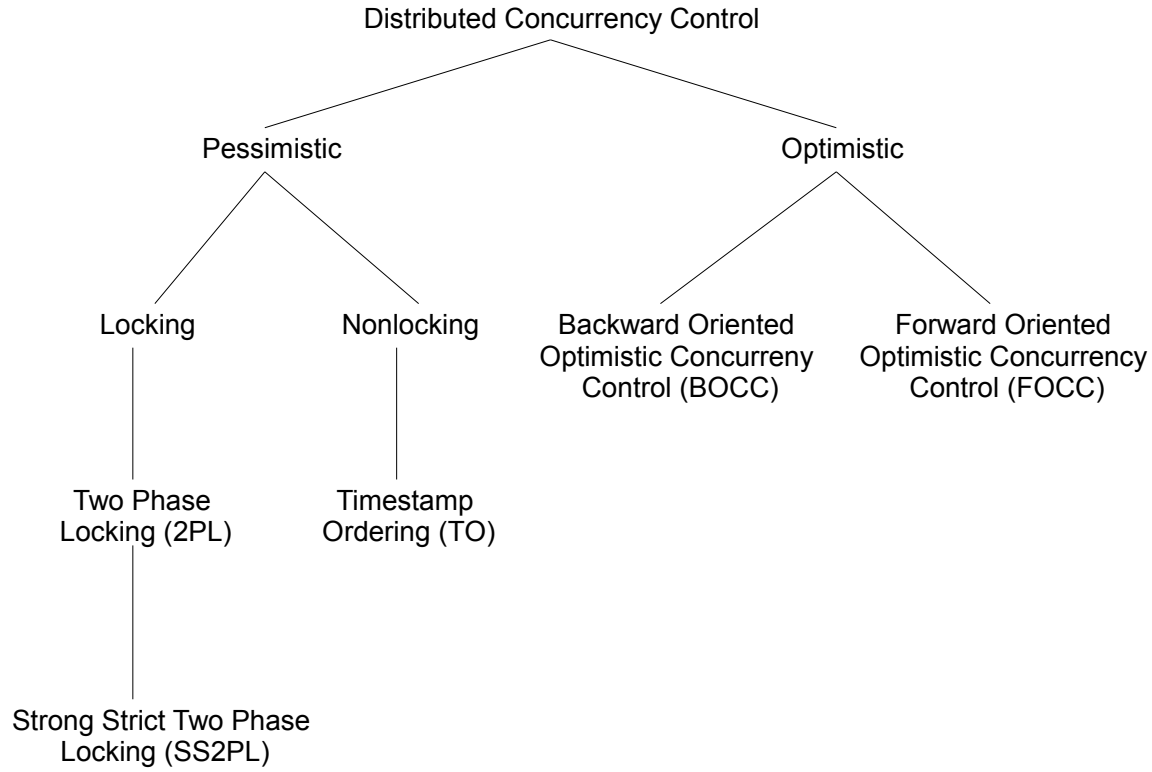 Distributed Concurrency Control
Pessimistic
Optimistic
Locking
Nonlocking
Backward Oriented
Optimistic Concurreny
Control (BOCC)
Forward Oriented
Optimistic Concurrency
Control (FOCC)
Two Phase
Locking (2PL)
Timestamp
Ordering (TO)
Strong Strict Two Phase
Locking (SS2PL)